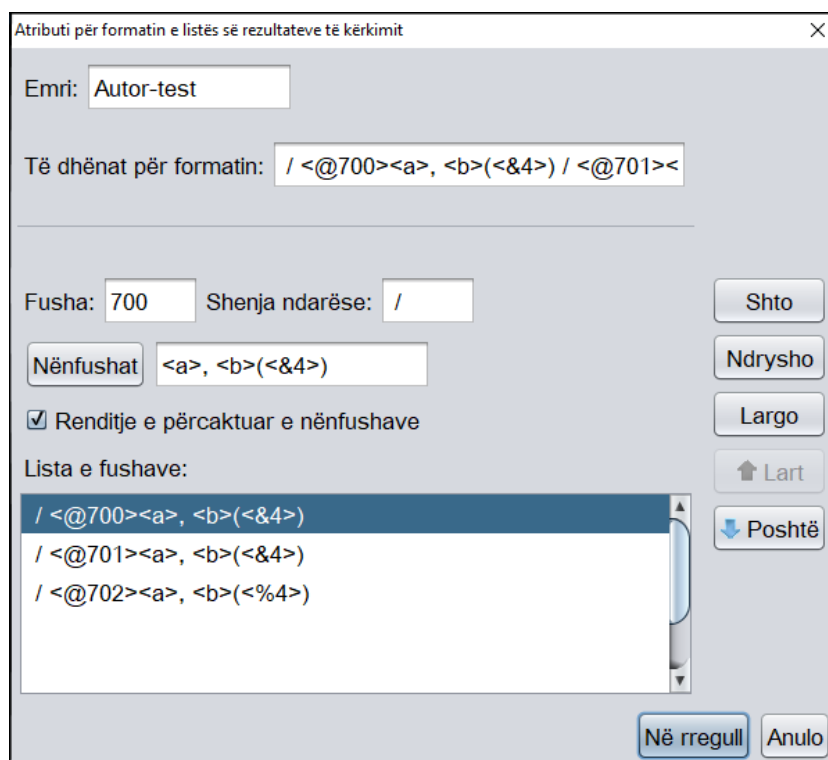 Atributi për formatin e listës së rezultateve të kërkimit
Emri: Autor-test
Të dhënat për formatin: / <@700><a>, <b>(<&4>) / <@701><
Fusha: 700 Shenja ndarëse: / Shto
Nënfushat <a>, <b>(<&4>) Ndrysho
Renditje e përcaktuar e nënfushave Largo
Lista e fushave: Lart
/ <@700><a>, <b>(<&4>) Poshtë
/ <@701><a>, <b>(<&4>)
/ <@702><a>, <b>(<%4>)
Në rregull Anulo